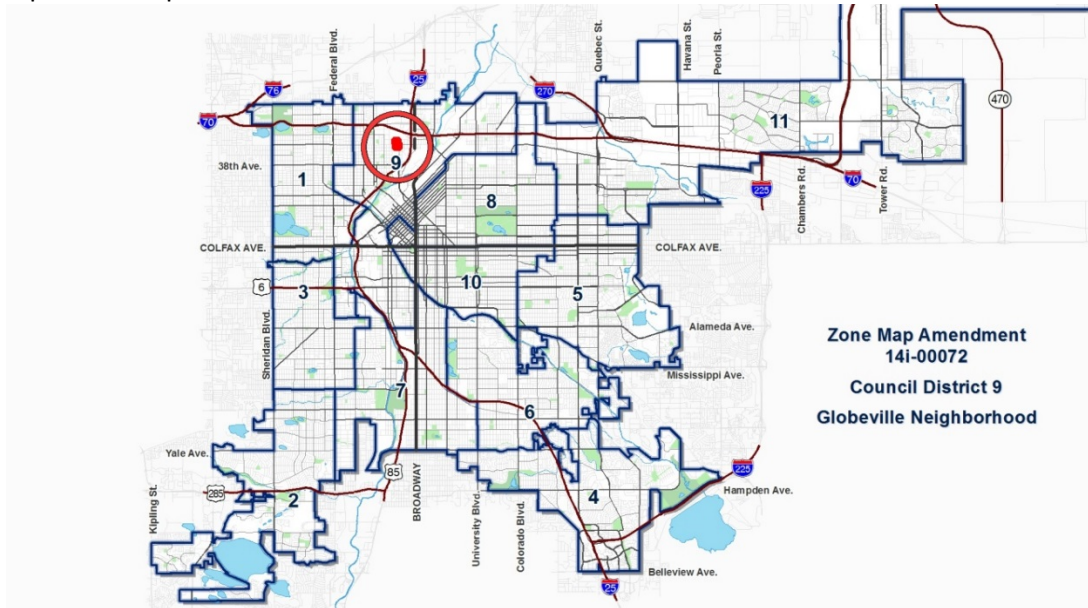 Federal Blvd.
Quebec St.
Havana St.
Peoria St.
25
76
270
470
70
11
38th Ave.
9
1
225
70
Chambers Rd.
Tower Rd.
8
COLFAX AVE.
COLFAX AVE.
6
3
10
5
Sheridan Blvd.
Alameda Ave.
Zone Map Amendment
14i-00072
Mississippi Ave.
Council District 9
7
6
Globeville Neighborhood
Yale Ave.
85
225
Kipling St.
285
2
BROADWAY
University Blvd.
Colorado Blvd.
4
Hampden Ave.
Belleview Ave.
25